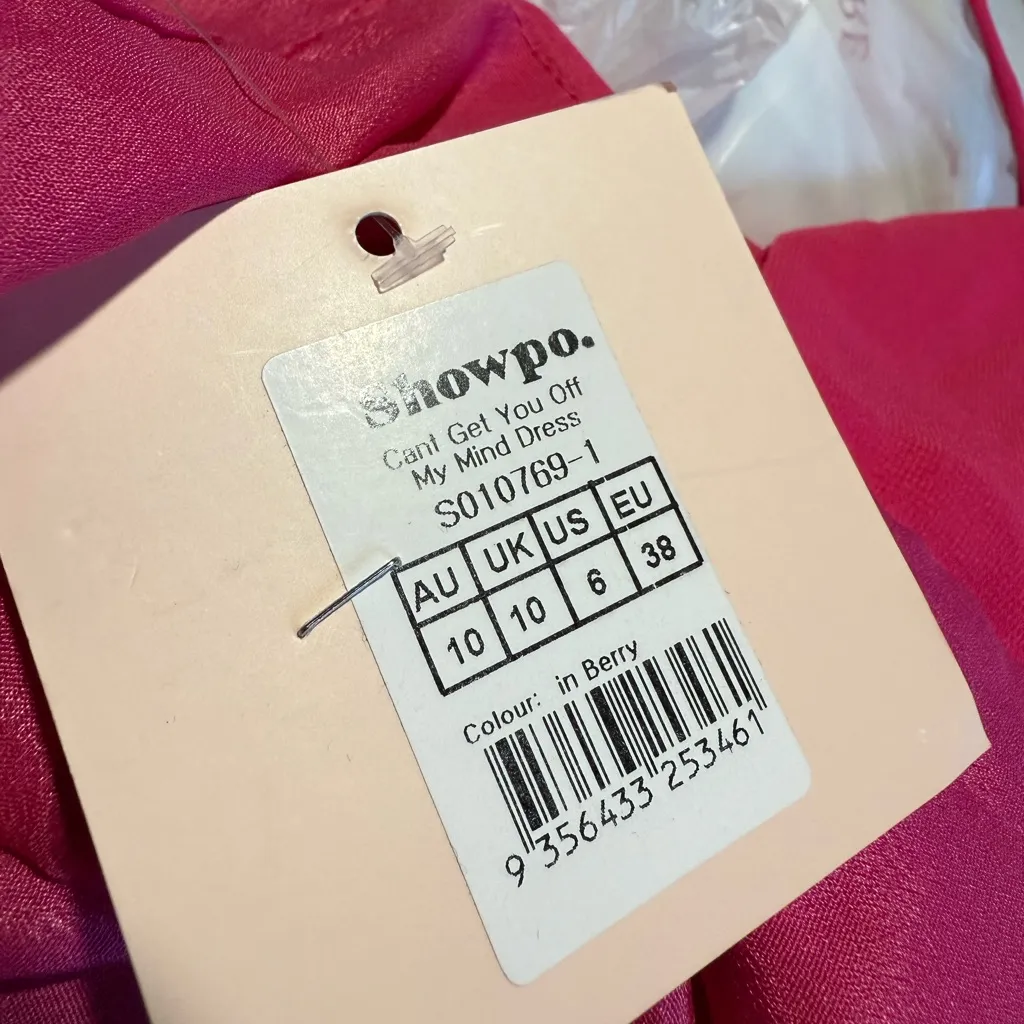 Showpo.
Cant Get You Off
My Mind Dress
S010769-1
AU UK US EU
10 10 6 38
Colour: in Berry
9 356433 253461